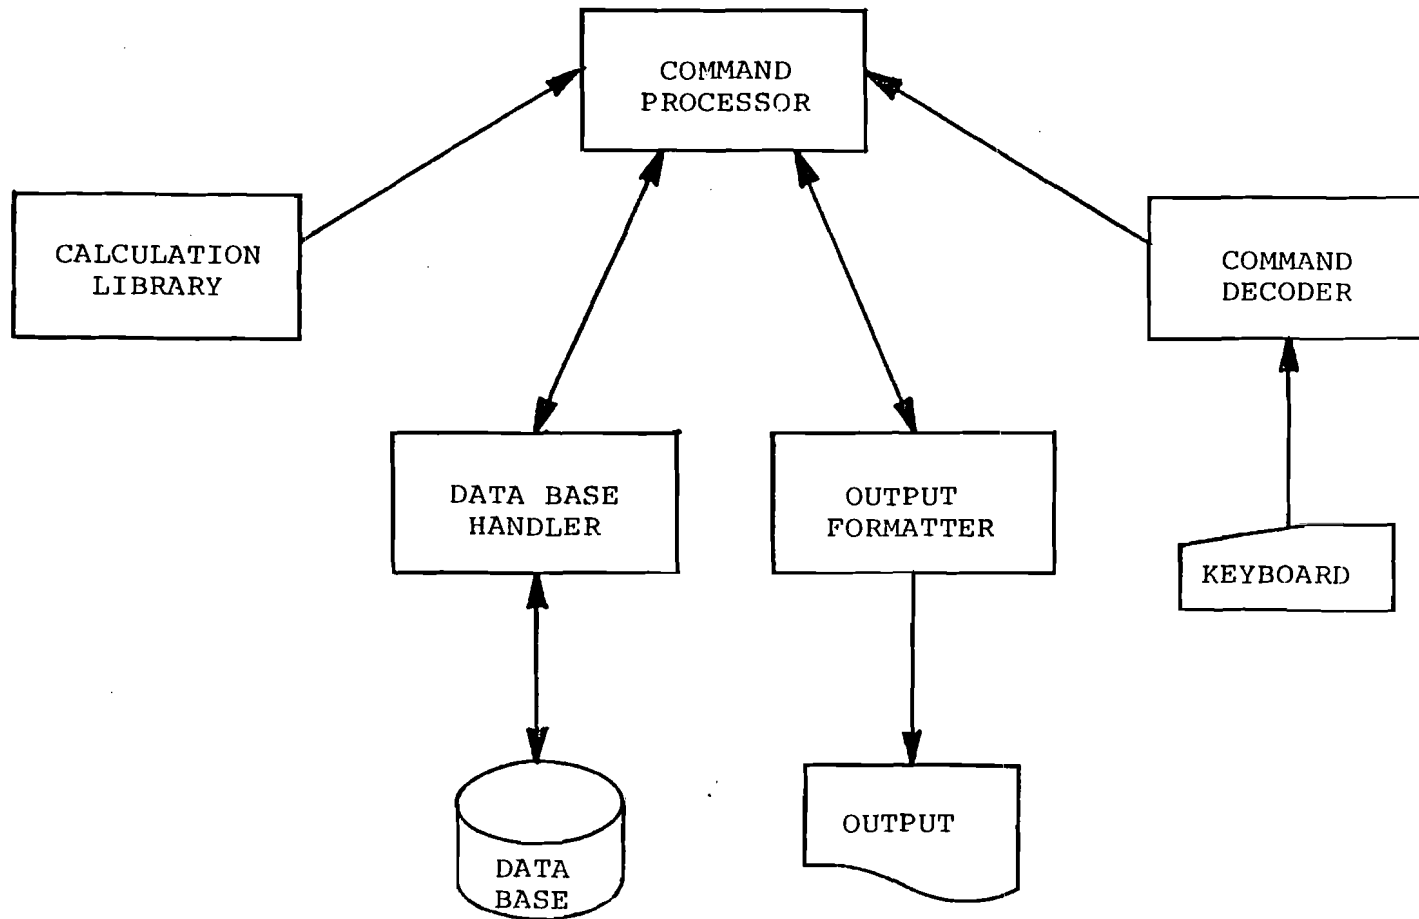 COMMAND
PROCESSOR
CALCULATION
LIBRARY
COMMAND
DECODER
DATA BASE
HANDLER
OUTPUT
FORMATTER
KEYBOARD
OUTPUT
DATA
BASE